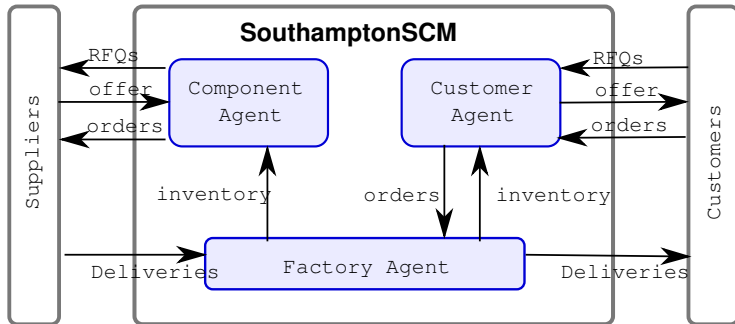 SouthamptonSCM
RFQs
offer
orders
Component
Agent
Customer
Agent
RFQs
offer
orders
Suppliers
Customers
inventory
orders
inventory
Deliveries
Factory Agent
Deliveries